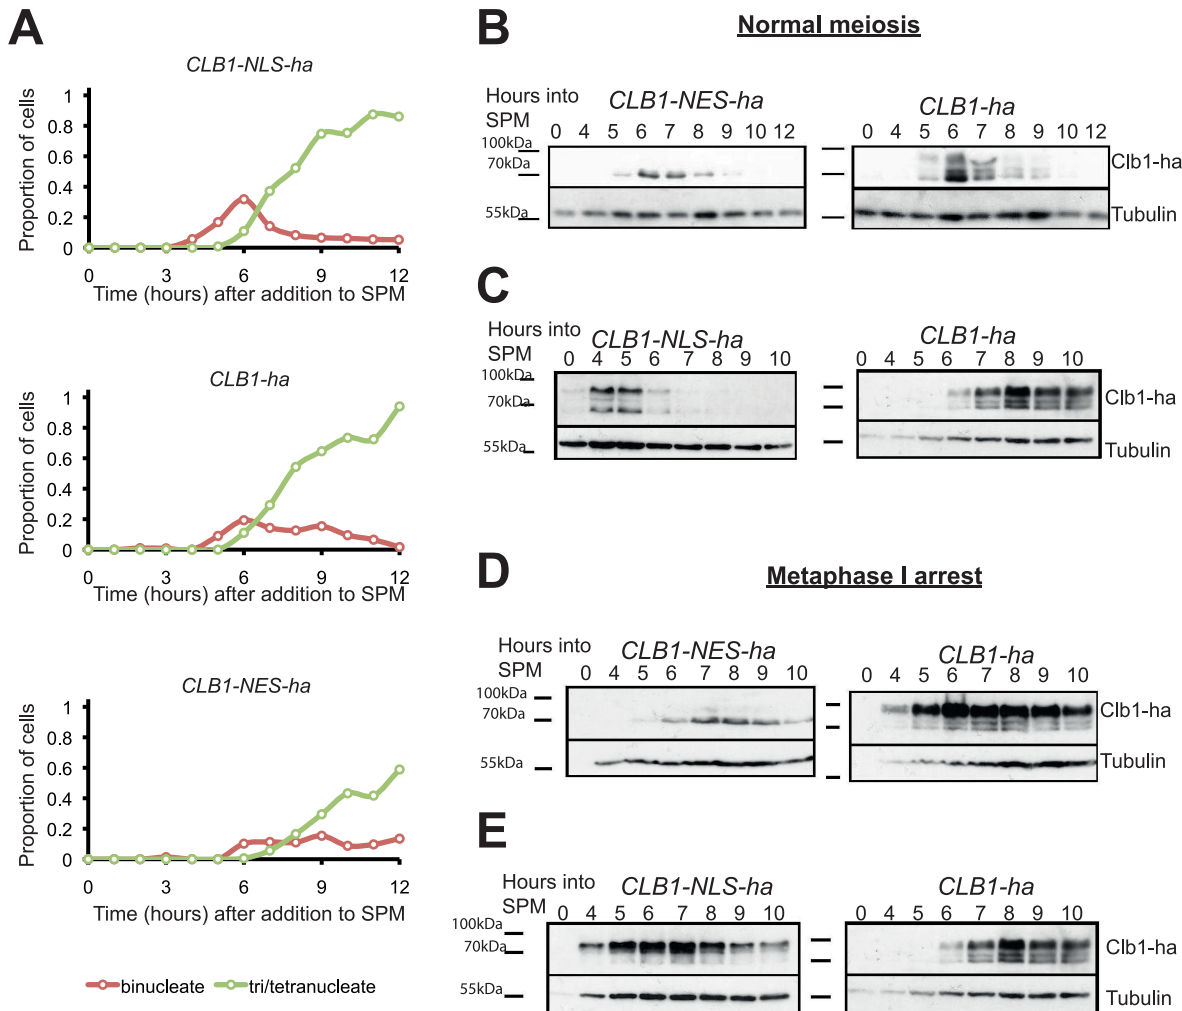 A
CLB1-NLS-ha
Proportion of cells
1
0.8
0.6
0.4
0.2
0
0 3 6 9 12
Time (hours) after addition to SPM
CLB1-ha
Proportion of cells
1
0.8
0.6
0.4
0.2
0
0 3 6 9 12
Time (hours) after addition to SPM
CLB1-NES-ha
Proportion of cells
1
0.8
0.6
0.4
0.2
0
0 3 6 9 12
Time (hours) after addition to SPM
binucleate tri/tetranucleate
B
Normal meiosis
Hours into
SPM
CLB1-NES-ha
CLB1-ha
0 4 5 6 7 8 9 10 12
0 4 5 6 7 8 9 10 12
100kDa
70kDa
Clb1-ha
55kDa
Tubulin
C
Hours into
SPM
CLB1-NLS-ha
CLB1-ha
0 4 5 6 7 8 9 10
0 4 5 6 7 8 9 10
100kDa
70kDa
Clb1-ha
55kDa
Tubulin
D
Metaphase I arrest
Hours into
SPM
CLB1-NES-ha
CLB1-ha
0 4 5 6 7 8 9 10
0 4 5 6 7 8 9 10
100kDa
70kDa
Clb1-ha
55kDa
Tubulin
E
Hours into
SPM
CLB1-NLS-ha
CLB1-ha
0 4 5 6 7 8 9 10
0 4 5 6 7 8 9 10
100kDa
70kDa
Clb1-ha
55kDa
Tubulin